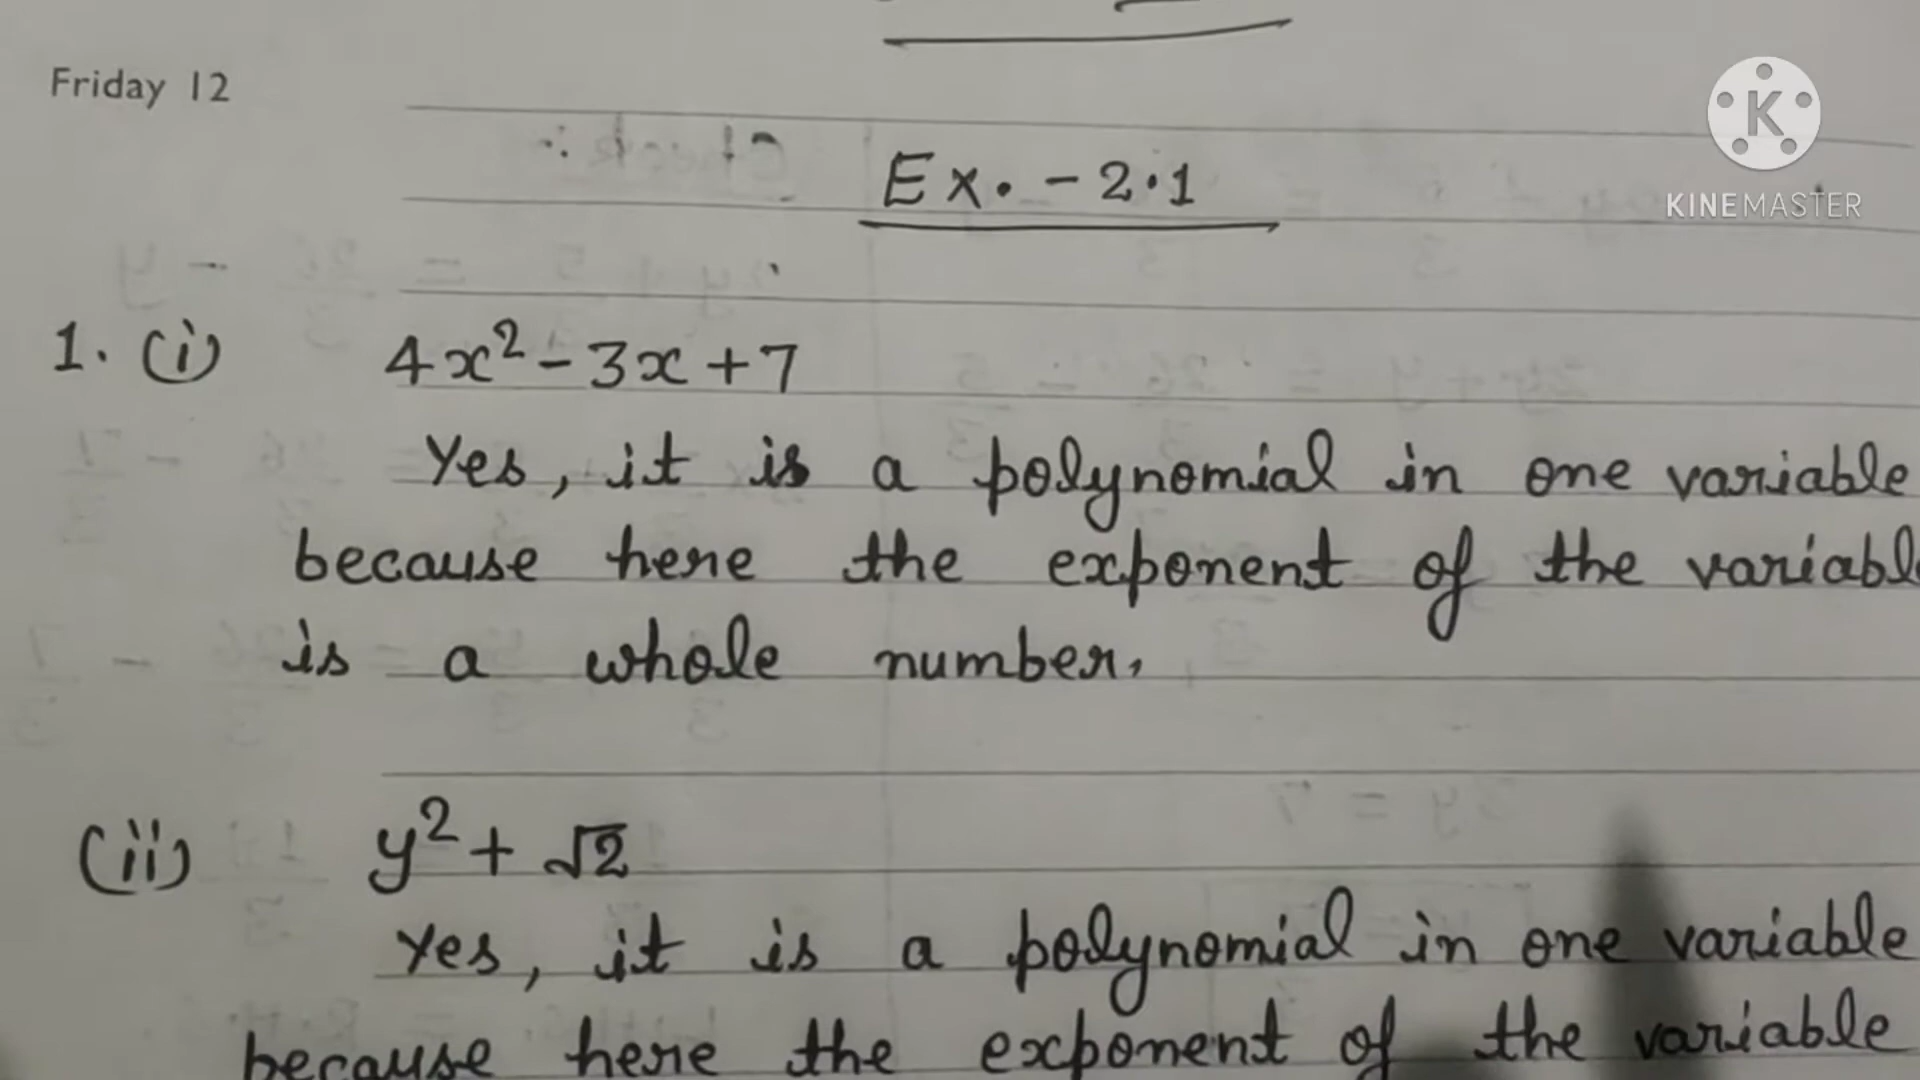 Friday 12
KINEMASTER
Ex. - 2.1
1. (i) 4x² - 3x + 7
Yes, it is a polynomial in one variable
because here the exponent of the variabl
is a whole number.
(ii) y² + √2
Yes, it is a polynomial in one variable
because here the exponent of the variable